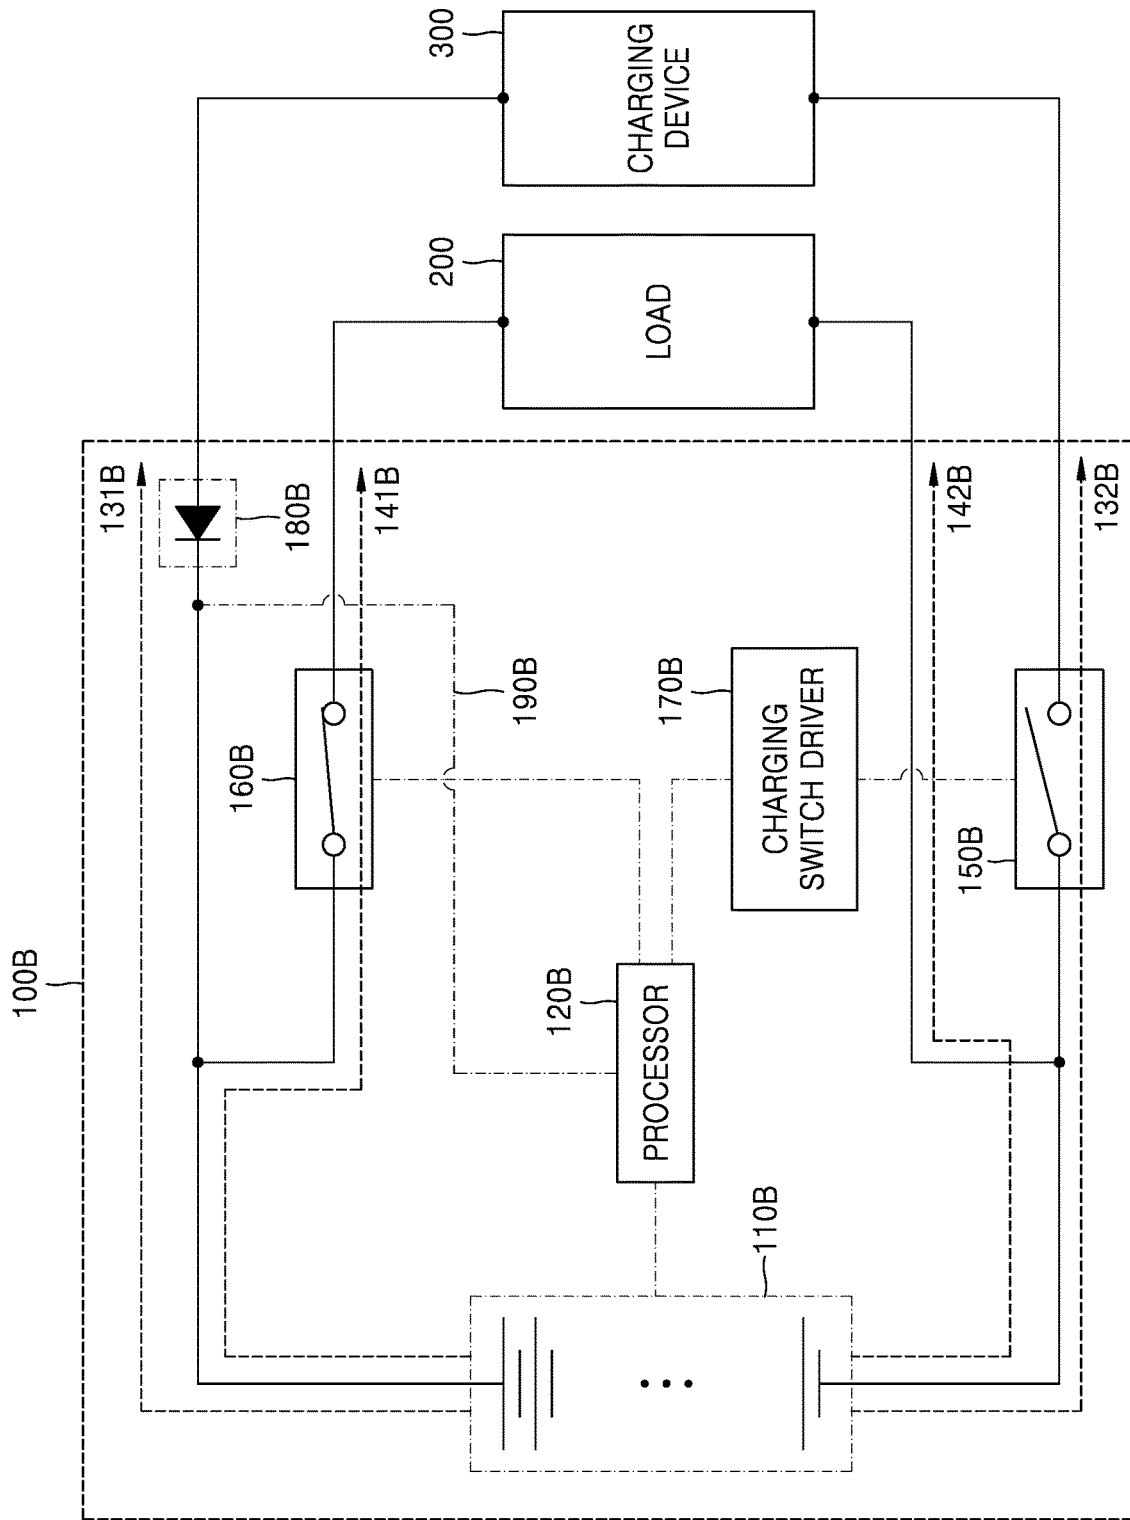 100B
131B
180B
141B
160B
190B
120B
PROCESSOR
170B
CHARGING
SWITCH DRIVER
110B
142B
132B
150B
200
LOAD
300
CHARGING
DEVICE